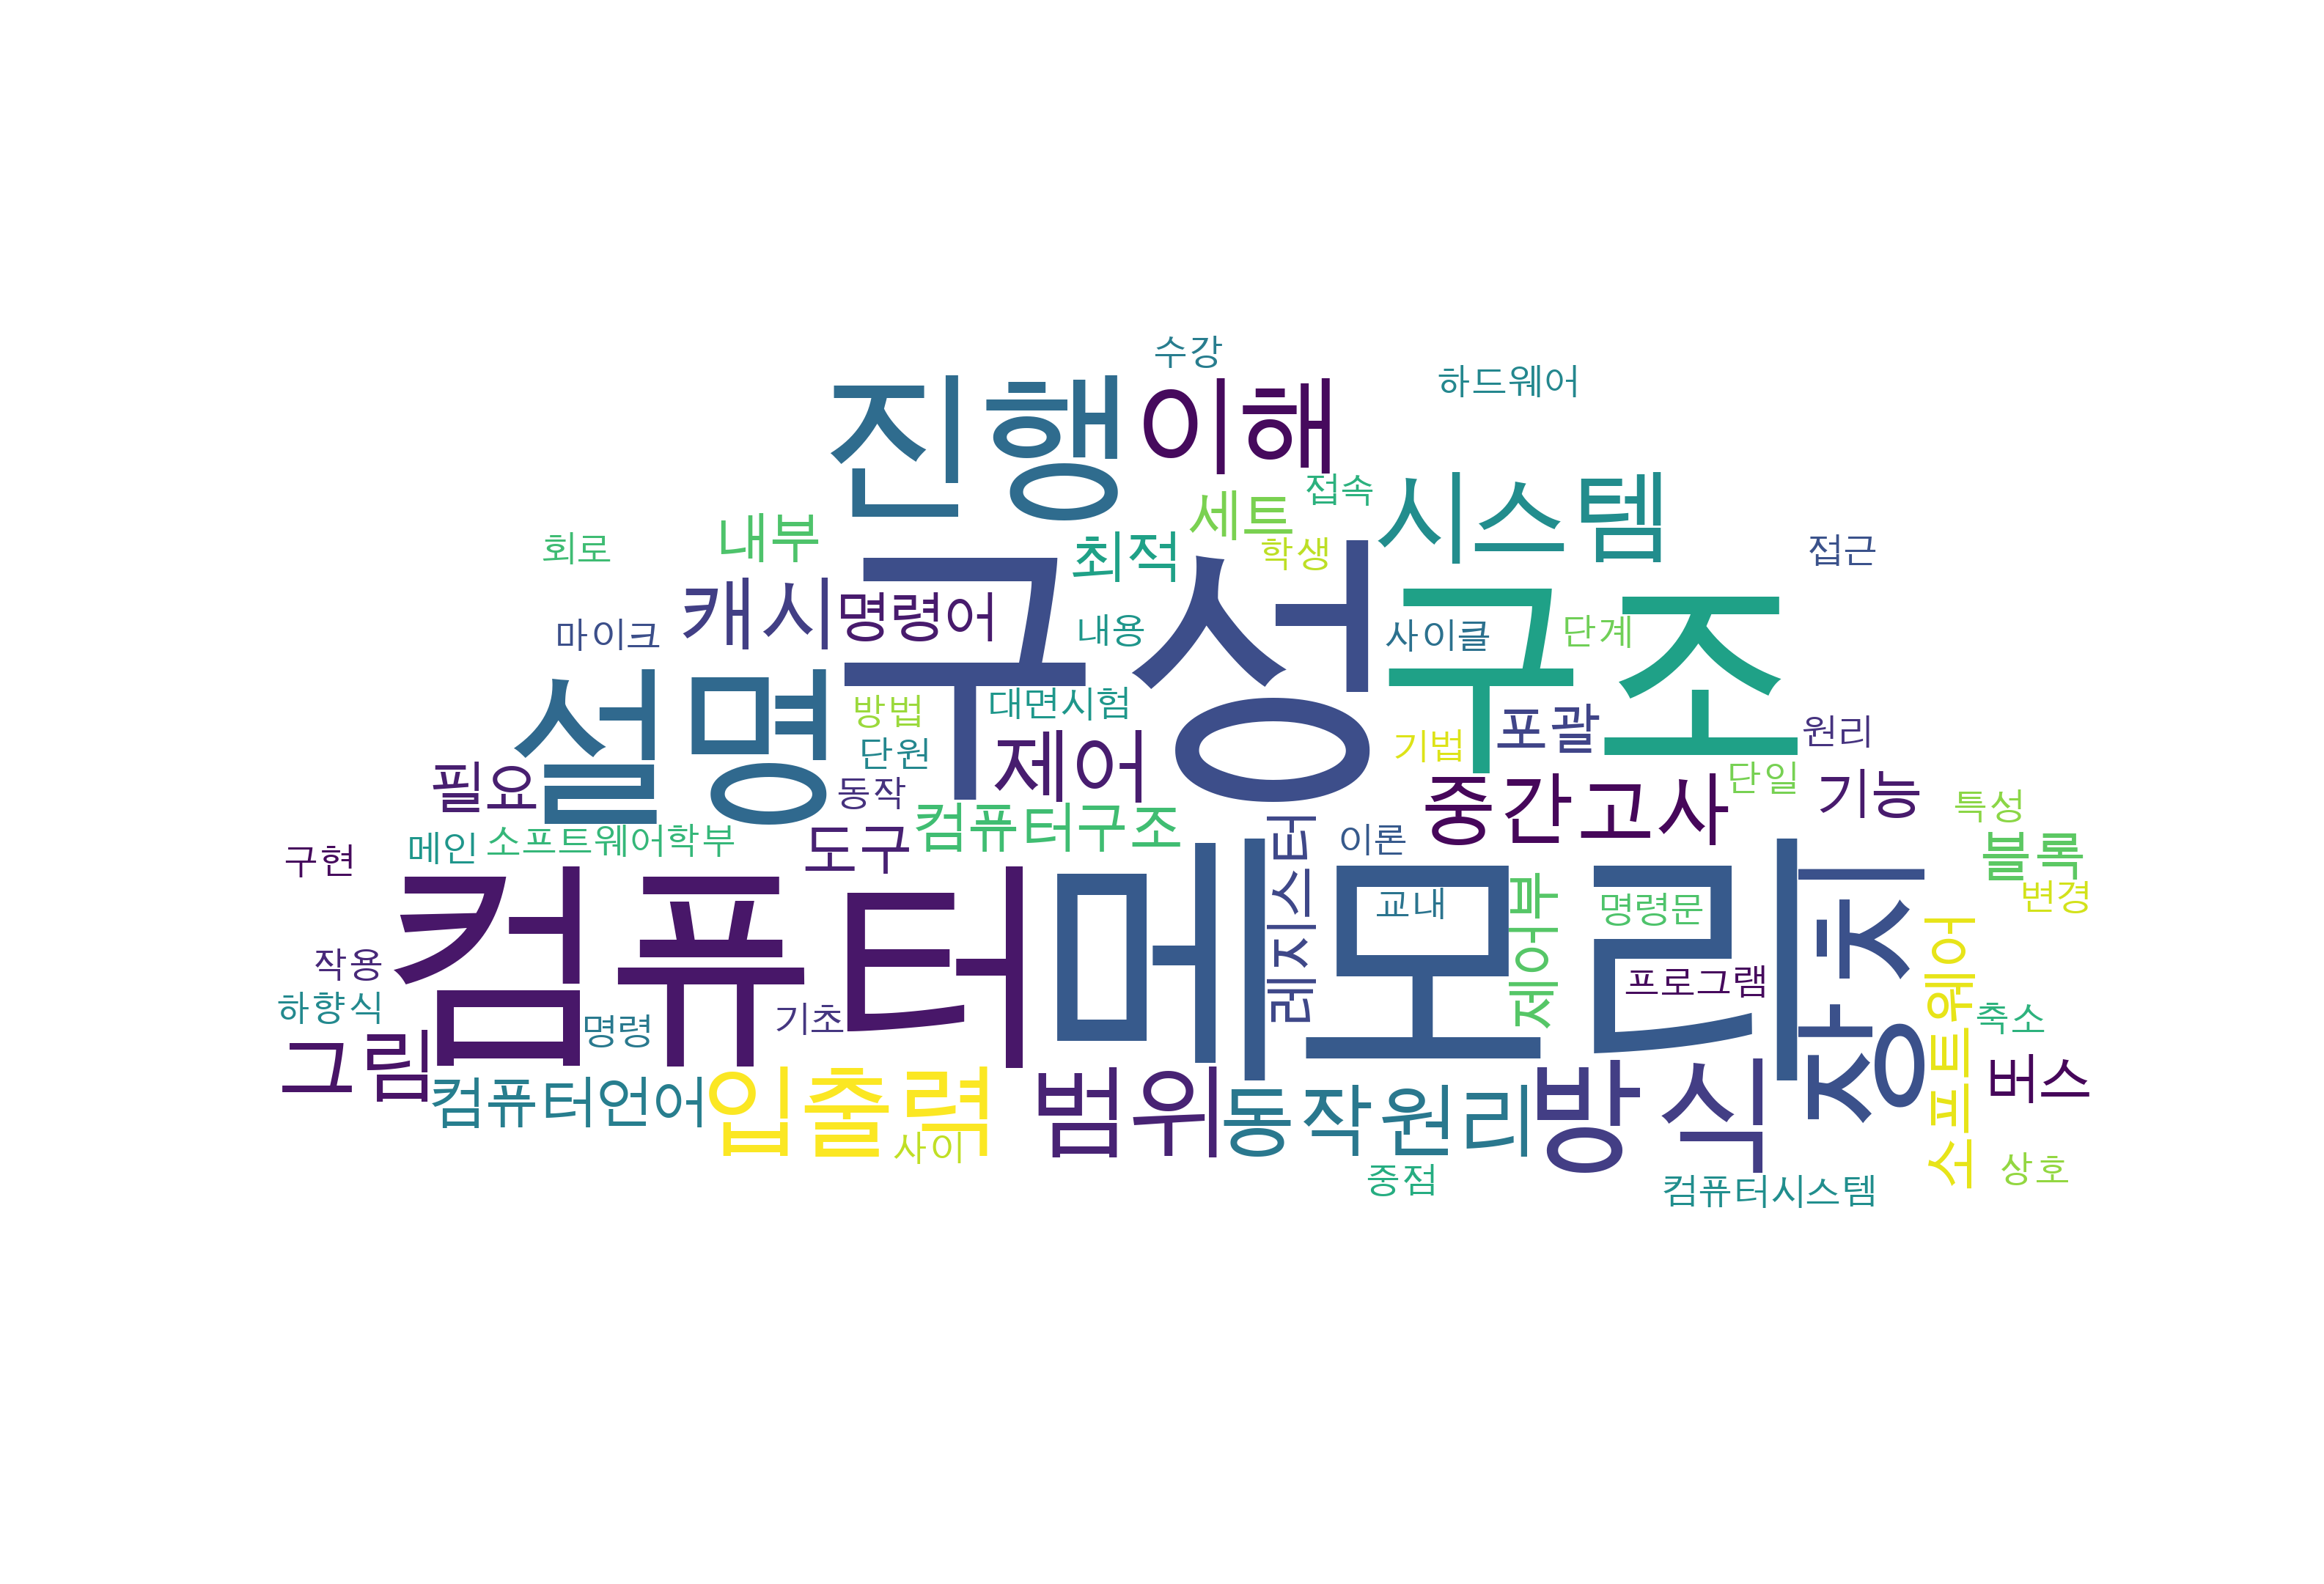 수강
하드웨어
진행
이해
시스템
접속
세트
회로
내부
최적
학생
접근
구성
구조
캐시
명령어
마이크
내용
사이클
단계
설명
방법
대면시험
포괄
원리
단원
제어
기법
필요
동작
중간고사
단일
기능
특성
컴퓨터구조
메인
소프트웨어학부
도구
레지스터
이론
구현
블록
컴퓨터
메모리
장치
교내
제어부
명령문
변경
작용
프로그램
소프트웨어
하향식
명령
기초
축소
그림
컴퓨터언어
입출력
범위
동작원리
방식
버스
사이
중점
컴퓨터시스템
상호